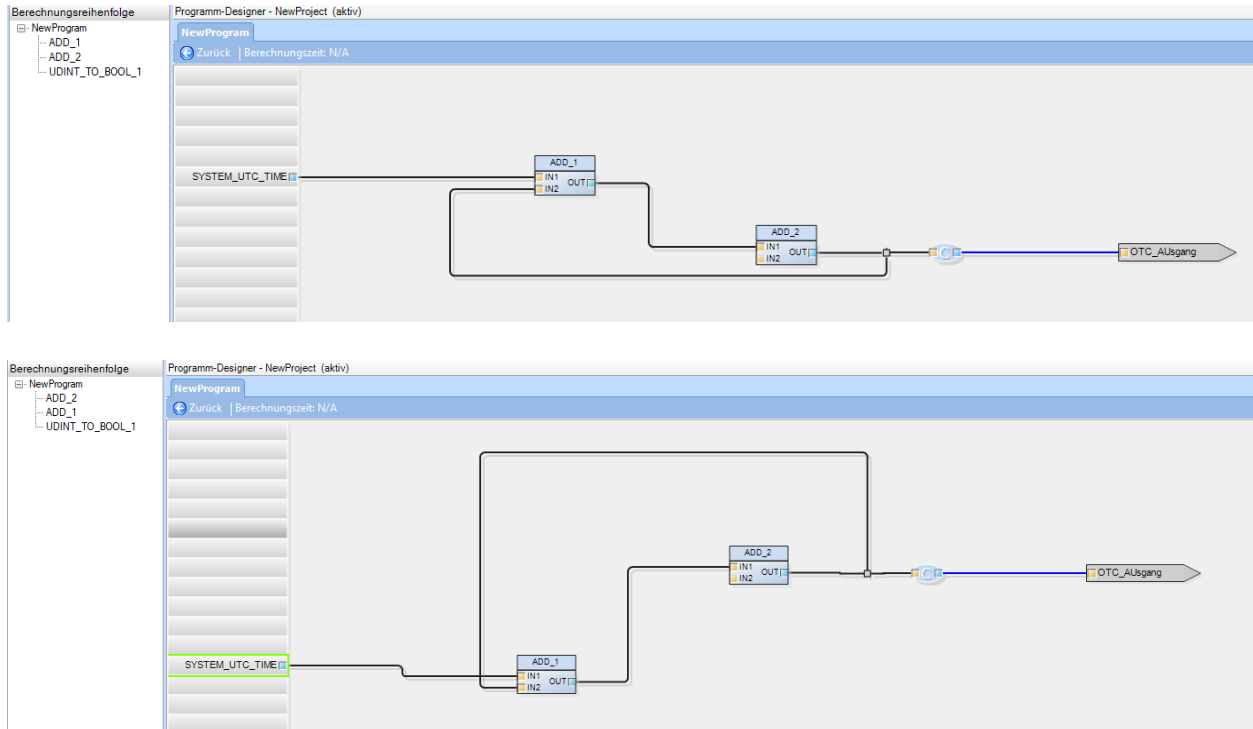 Berechnungsreihenfolge
NewProgram
ADD_1
ADD_2
UDINT_TO_BOOL_1
Programm-Designer - NewProject (aktiv)
NewProgram
Zurück | Berechnungszeit: N/A
SYSTEM_UTC_TIME
ADD_1
IN1
IN2
OUT
ADD_2
IN1
IN2
OUT
C
OTC_AUsgang
Berechnungsreihenfolge
NewProgram
ADD_2
ADD_1
UDINT_TO_BOOL_1
Programm-Designer - NewProject (aktiv)
NewProgram
Zurück | Berechnungszeit: N/A
ADD_2
IN1
IN2
OUT
C
OTC_AUsgang
SYSTEM_UTC_TIME
ADD_1
IN1
IN2
OUT